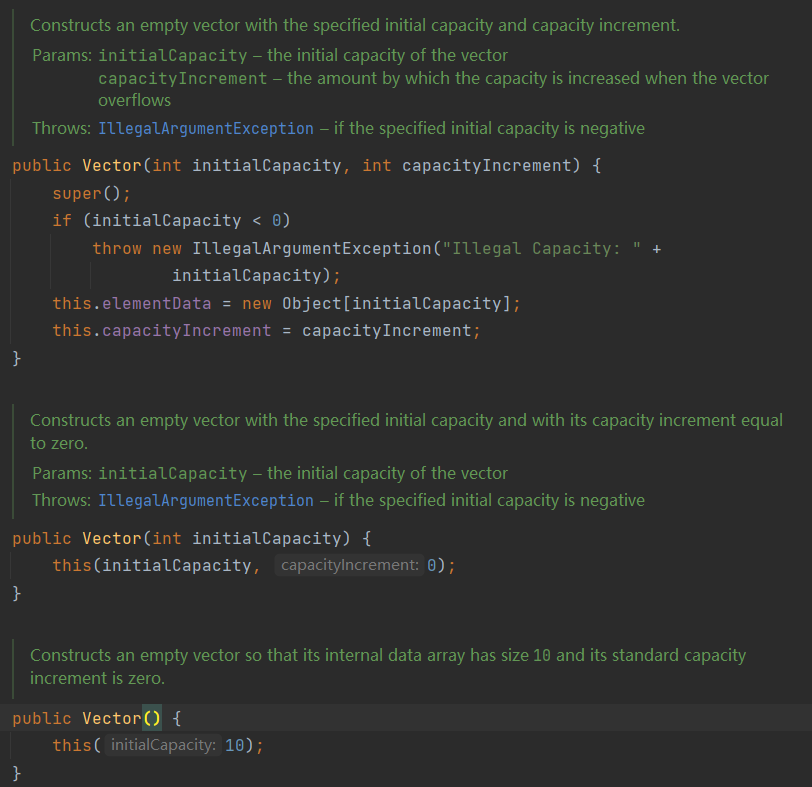 Constructs an empty vector with the specified initial capacity and capacity increment.
Params: initialCapacity – the initial capacity of the vector
capacityIncrement – the amount by which the capacity is increased when the vector
overflows
Throws: IllegalArgumentException – if the specified initial capacity is negative
public Vector(int initialCapacity, int capacityIncrement) {
super();
if (initialCapacity < 0)
throw new IllegalArgumentException("Illegal Capacity: " +
initialCapacity);
this.elementData = new Object[initialCapacity];
this.capacityIncrement = capacityIncrement;
}
Constructs an empty vector with the specified initial capacity and with its capacity increment equal
to zero.
Params: initialCapacity – the initial capacity of the vector
Throws: IllegalArgumentException – if the specified initial capacity is negative
public Vector(int initialCapacity) {
this(initialCapacity, capacityIncrement: 0);
}
Constructs an empty vector so that its internal data array has size 10 and its standard capacity
increment is zero.
public Vector() {
this( initialCapacity: 10);
}